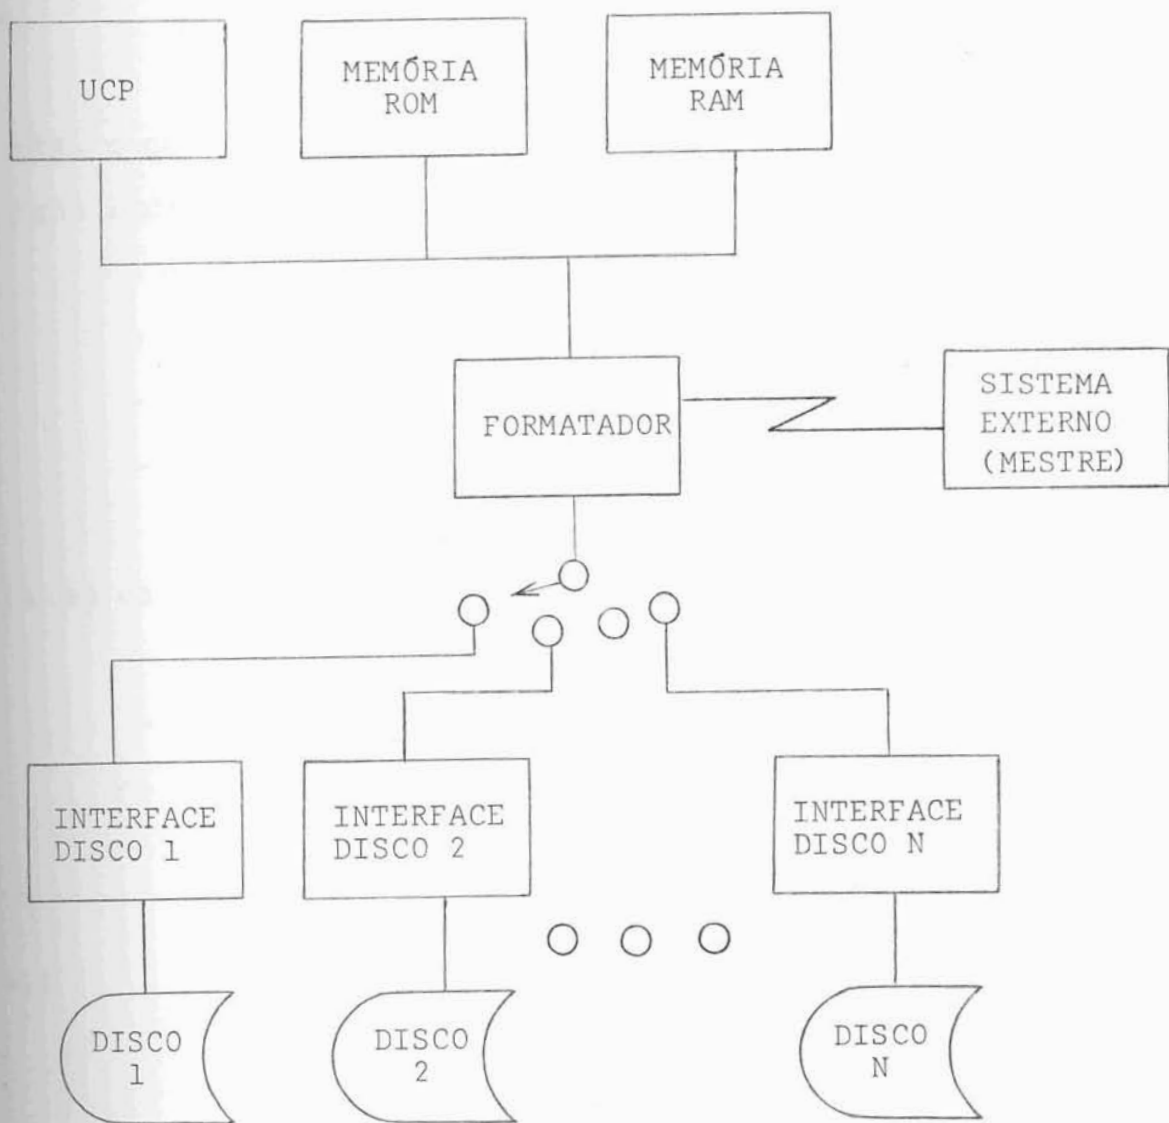 UCP
MEMÓRIA
ROM
MEMÓRIA
RAM
FORMATADOR
SISTEMA
EXTERNO
(MESTRE)
INTERFACE
DISCO 1
INTERFACE
DISCO 2
INTERFACE
DISCO N
DISCO
1
DISCO
2
DISCO
N